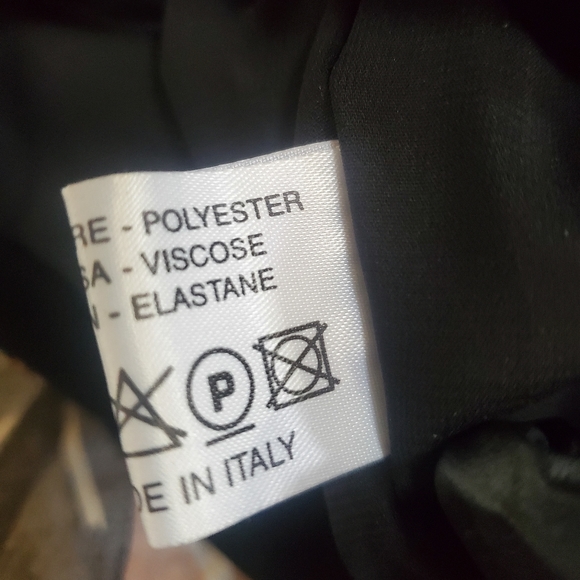 RE - POLYESTER
SA - VISCOSE
N - ELASTANE
P
DE IN ITALY